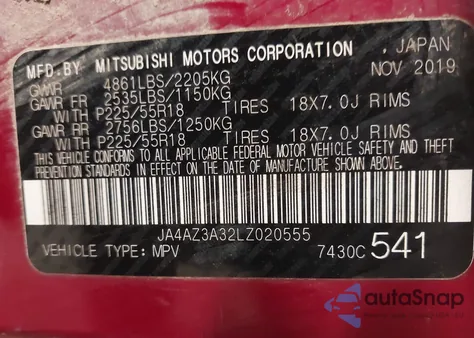 MFD.BY MITSUBISHI MOTORS CORPORATION , JAPAN
GVWR 4861LBS/2205KG NOV 2019
GAWR FR 2535LBS/1150KG
WITH P225/55R18 TIRES 18X7.0J RIMS
GAWR RR 2756LBS/1250KG
WITH P225/55R18 TIRES 18X7.0J RIMS
THIS VEHICLE CONFORMS TO ALL APPLICABLE FEDERAL MOTOR VEHICLE SAFETY AND THEFT
PREVENTION STANDARDS IN EFFECT ON THE DATE OF MANUFACTURE SHOWN ABOVE.
JA4AZ3A32LZ020555
VEHICLE TYPE: MPV 7430C 541
autoSnap